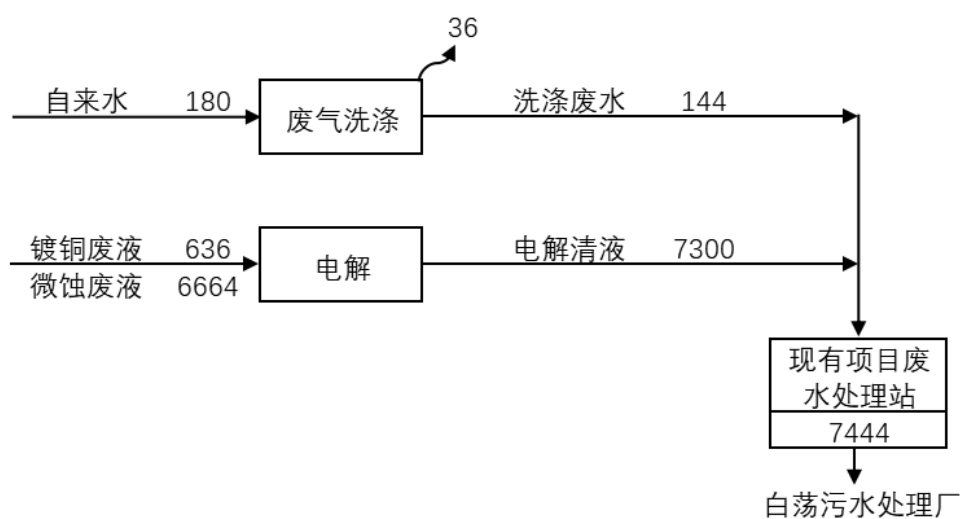 36
自来水 180
废气洗涤
洗涤废水 144
镀铜废液 636
微蚀废液 6664
电解
电解清液 7300
现有项目废
水处理站
7444
白荡污水处理厂